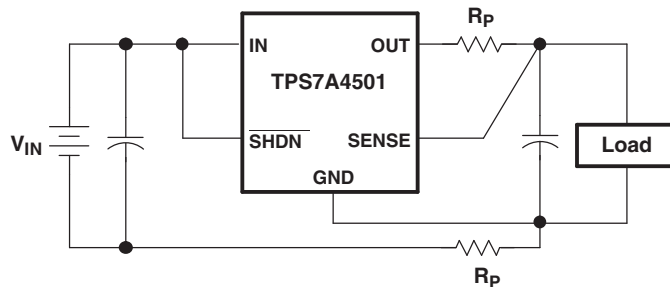 R_P
IN
OUT
TPS7A4501
V_IN
SHDN
SENSE
Load
GND
R_P